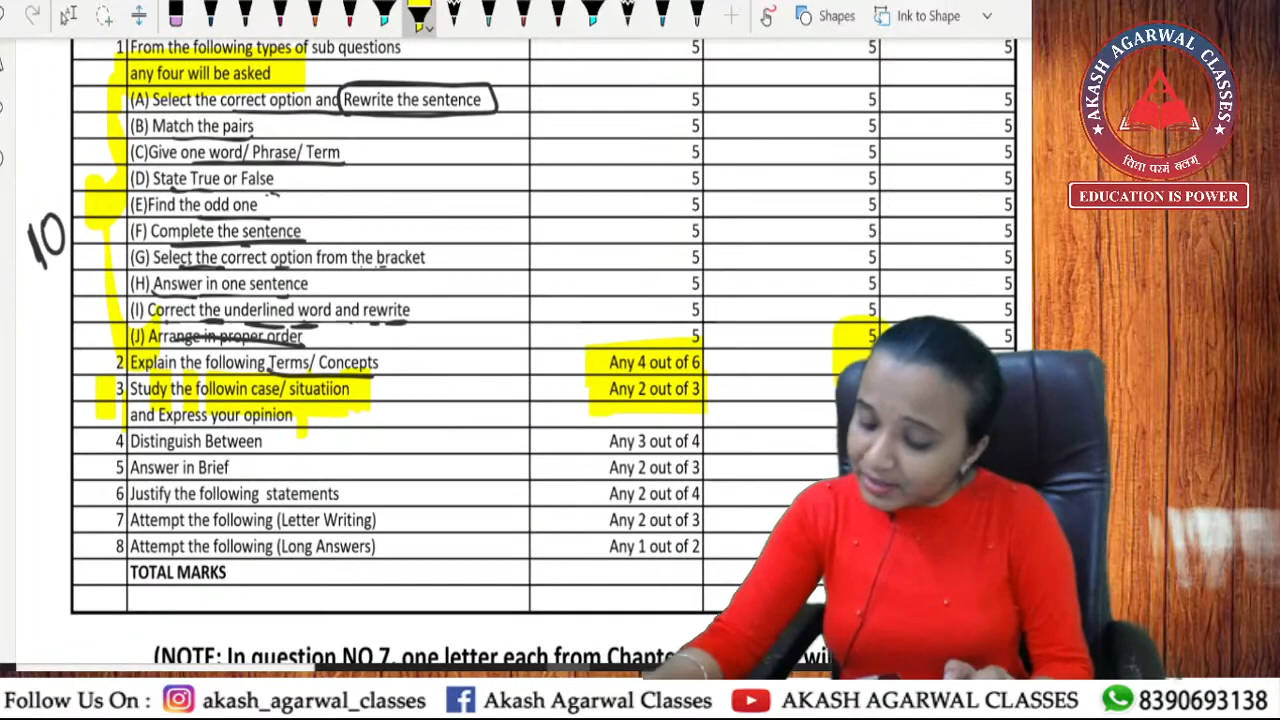 Shapes
Ink to Shape
1 From the following types of sub questions 5 5 5
any four will be asked
(A) Select the correct option and Rewrite the sentence 5 5 5
(B) Match the pairs 5 5 5
(C)Give one word/ Phrase/ Term 5 5 5
(D) State True or False 5 5 5
(E)Find the odd one 5 5 5
(F) Complete the sentence 5 5 5
(G) Select the correct option from the bracket 5 5 5
(H) Answer in one sentence 5 5 5
(I) Correct the underlined word and rewrite 5 5 5
(J) Arrange in proper order 5 5 5
10
2 Explain the following Terms/ Concepts Any 4 out of 6
3 Study the followin case/ situatiion Any 2 out of 3
and Express your opinion
4 Distinguish Between Any 3 out of 4
5 Answer in Brief Any 2 out of 3
6 Justify the following statements Any 2 out of 4
7 Attempt the following (Letter Writing) Any 2 out of 3
8 Attempt the following (Long Answers) Any 1 out of 2
TOTAL MARKS
(NOTE: In question NO 7, one letter each from
AKASH AGARWAL CLASSES
विद्या परमं बलम्
EDUCATION IS POWER
Follow Us On : akash_agarwal_classes Akash Agarwal Classes AKASH AGARWAL CLASSES 8390693138